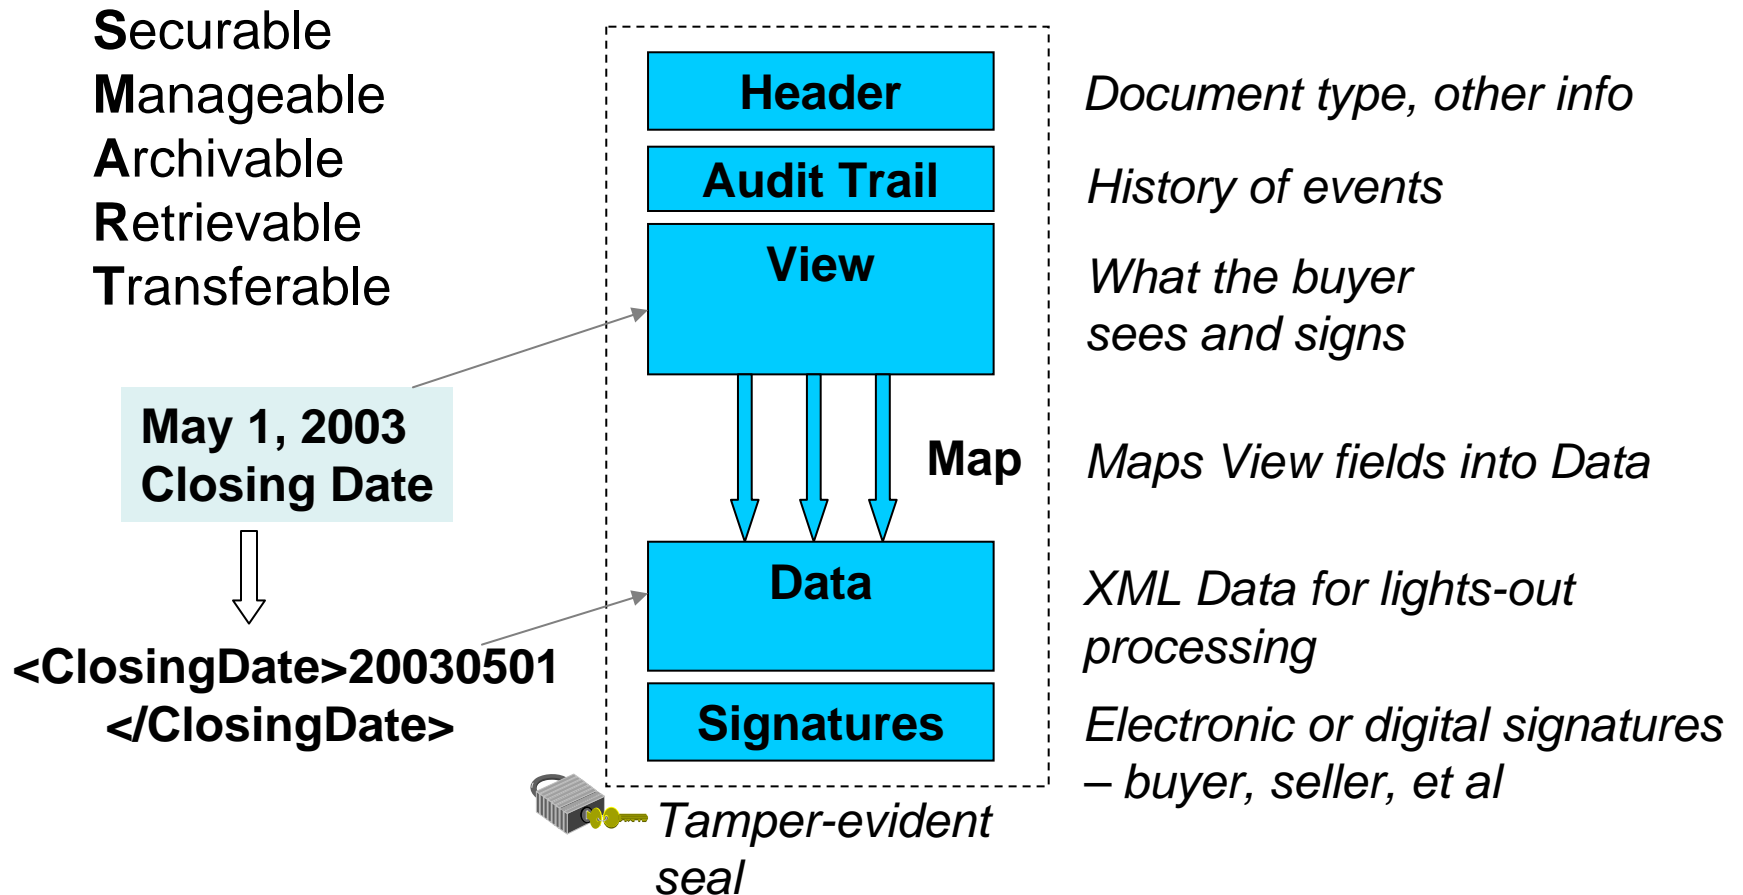 Securable
Manageable
Archivable
Retrievable
Transferable
May 1, 2003
Closing Date
<ClosingDate>20030501
</ClosingDate>
Header
Document type, other info
Audit Trail
History of events
View
What the buyer
sees and signs
Map
Maps View fields into Data
Data
XML Data for lights-out
processing
Signatures
Electronic or digital signatures
– buyer, seller, et al
Tamper-evident
seal